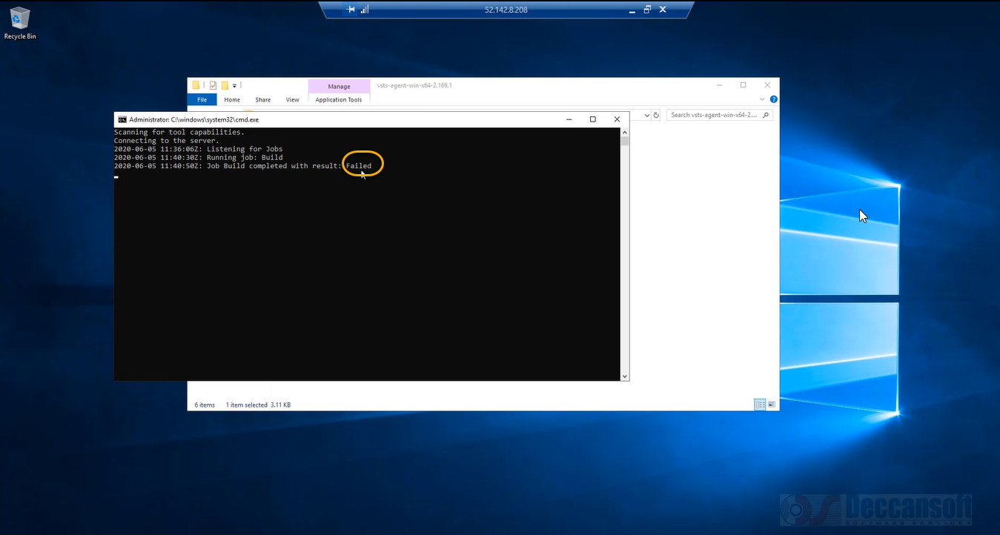 52.142.8.208
Recycle Bin
Manage
vsts-agent-win-x64-2.169.1
File
Home
Share
View
Application Tools
Search vsts-agent-win-x64-2....
Administrator: C:\windows\system32\cmd.exe
Scanning for tool capabilities.
Connecting to the server.
2020-06-05 11:36:06Z: Listening for Jobs
2020-06-05 11:40:30Z: Running job: Build
2020-06-05 11:40:50Z: Job Build completed with result: Failed
6 items
1 item selected 3.11 KB
Deccansoft
SOFTWARE SERVICES